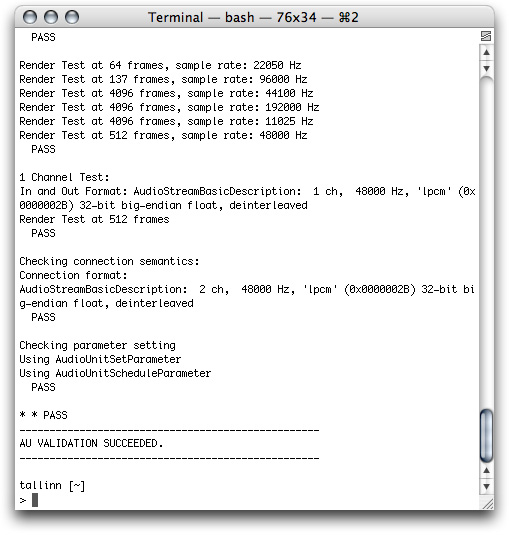 Terminal — bash — 76x34 — ⌘2
PASS
Render Test at 64 frames, sample rate: 22050 Hz
Render Test at 137 frames, sample rate: 96000 Hz
Render Test at 4096 frames, sample rate: 44100 Hz
Render Test at 4096 frames, sample rate: 192000 Hz
Render Test at 4096 frames, sample rate: 11025 Hz
Render Test at 512 frames, sample rate: 48000 Hz
PASS
1 Channel Test:
In and Out Format: AudioStreamBasicDescription:  1 ch,  48000 Hz, 'lpcm' (0x
0000002B) 32-bit big-endian float, deinterleaved
Render Test at 512 frames
PASS
Checking connection semantics:
Connection format:
AudioStreamBasicDescription:  2 ch,  48000 Hz, 'lpcm' (0x0000002B) 32-bit bi
g-endian float, deinterleaved
PASS
Checking parameter setting
Using AudioUnitSetParameter
Using AudioUnitScheduleParameter
PASS
* * PASS
--------------------------------------------------
AU VALIDATION SUCCEEDED.
--------------------------------------------------
tallinn [~]
>